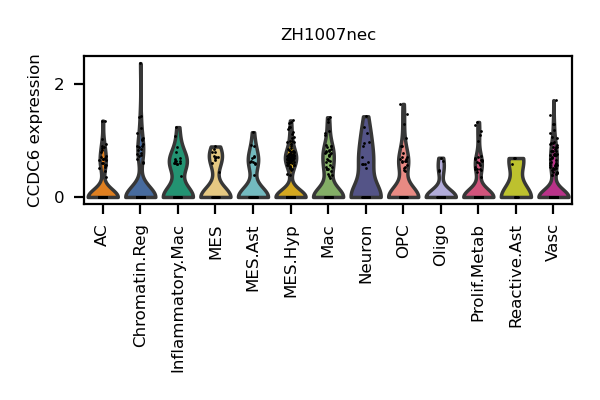 ZH1007nec
CCDC6 expression
2
0
AC
Chromatin.Reg
Inflammatory.Mac
MES
MES.Ast
MES.Hyp
Mac
Neuron
OPC
Oligo
Prolif.Metab
Reactive.Ast
Vasc